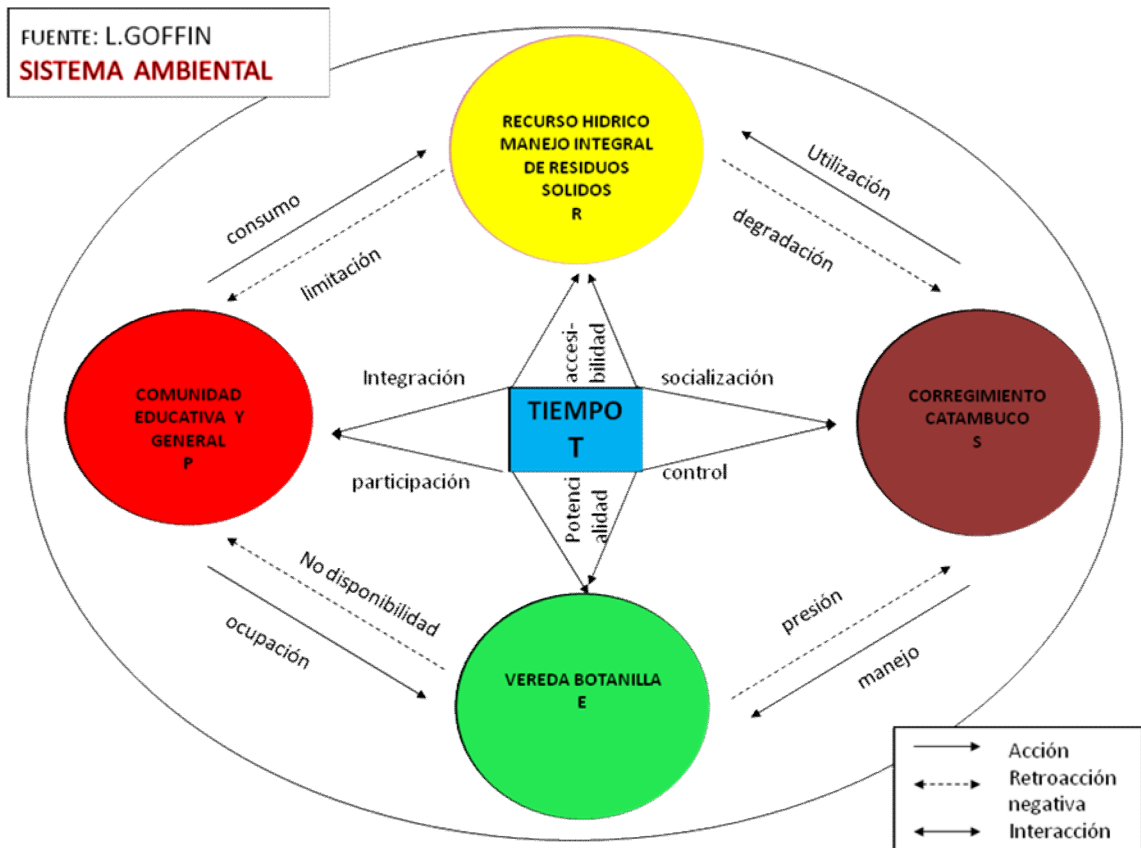 FUENTE: L.GOFFIN
SISTEMA AMBIENTAL
RECURSO HIDRICO
MANEJO INTEGRAL
DE RESIDUOS
SOLIDOS
R
consumo
limitación
Utilización
degradación
COMUNIDAD
EDUCATIVA Y
GENERAL
P
Integración
accesi-
bilidad
socialización
TIEMPO
T
CORREGIMIENTO
CATAMBUCO
S
participación
Potenci
alidad
control
No disponibilidad
ocupación
presión
manejo
VEREDA BOTANILLA
E
Acción
Retroacción
negativa
Interacción